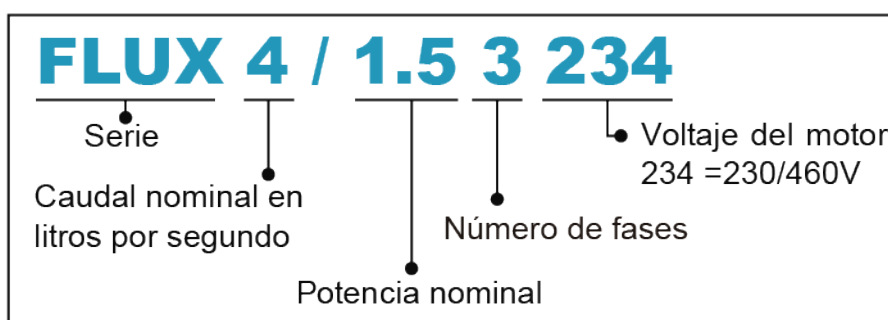 FLUX 4 / 1.5 3 234
Serie
Voltaje del motor
234 =230/460V
Caudal nominal en
litros por segundo
Número de fases
Potencia nominal